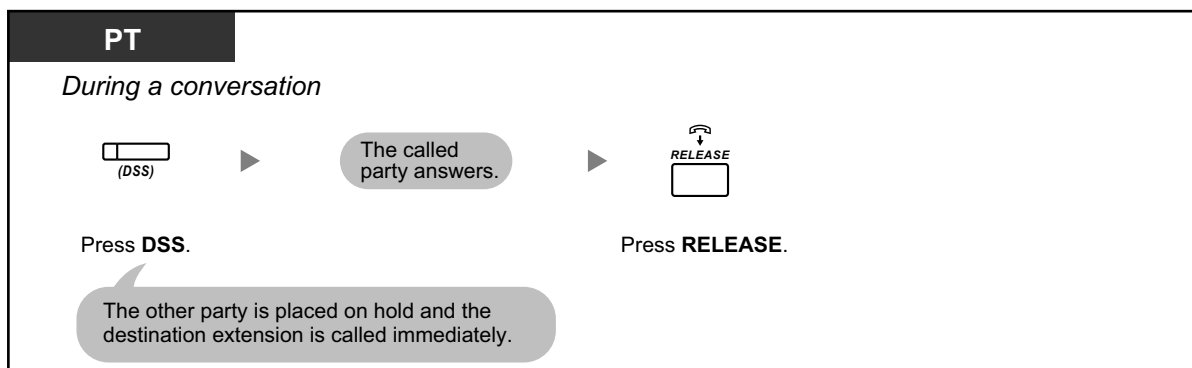 PT
During a conversation
(DSS)
The called
party answers.
RELEASE
Press DSS.
Press RELEASE.
The other party is placed on hold and the
destination extension is called immediately.